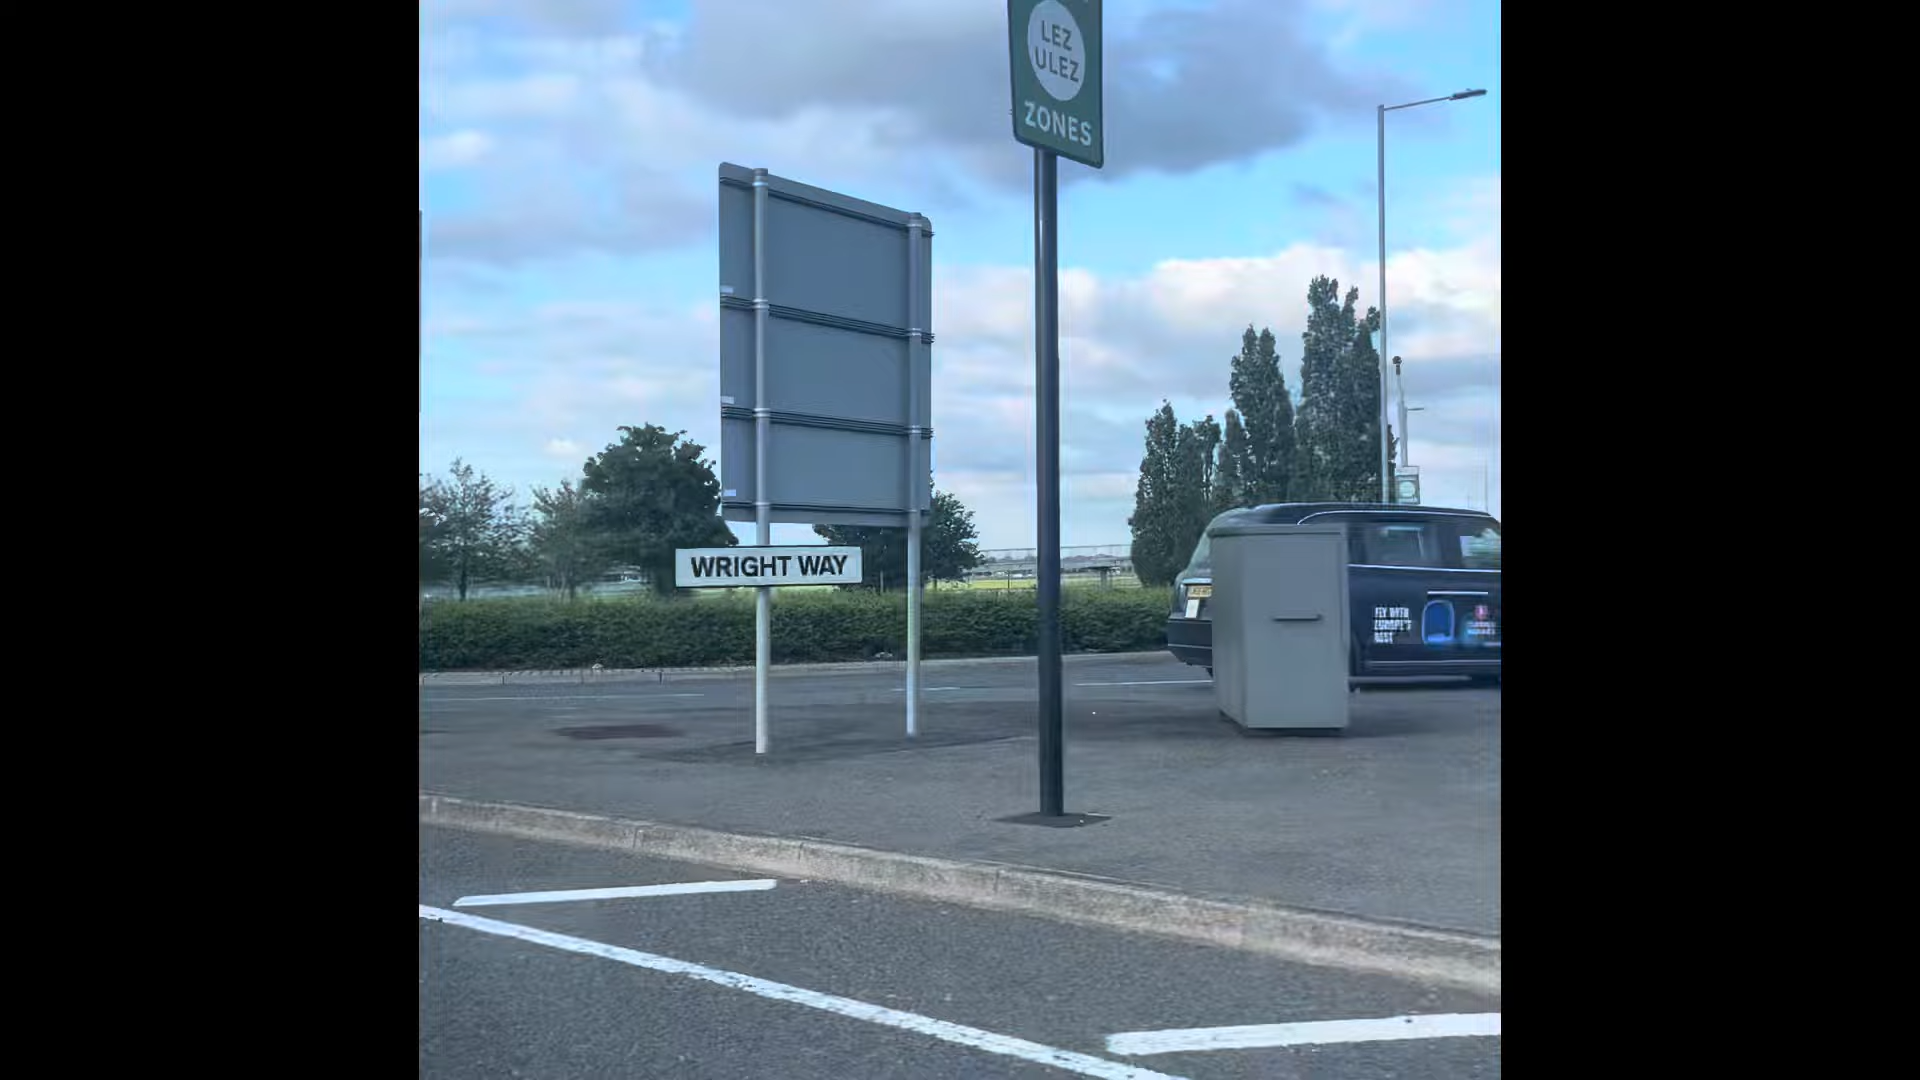 LEZ
ULEZ
ZONES
WRIGHT WAY
FLY WITH
EUROPE'S
BEST